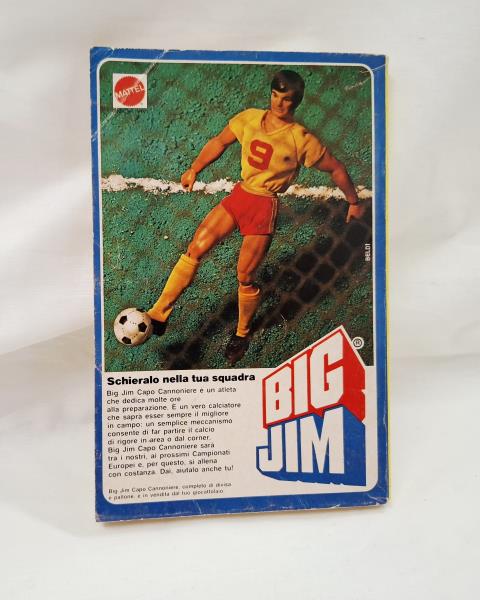 MATTEL
9
BELDI
Schieralo nella tua squadra
Big Jim Capo Cannoniere è un atleta
che dedica molte ore
alla preparazione. È un vero calciatore
che saprà esser sempre il migliore
in campo: un semplice meccanismo
consente di far partire il calcio
di rigore in area o dal corner.
Big Jim Capo Cannoniere sarà
tra i nostri, ai prossimi Campionati
Europei e, per questo, si allena
con costanza. Dai, aiutalo anche tu!
Big Jim Capo Cannoniere, completo di divisa
e pallone, è in vendita dal tuo giocattolaio.
BIG
®
JIM